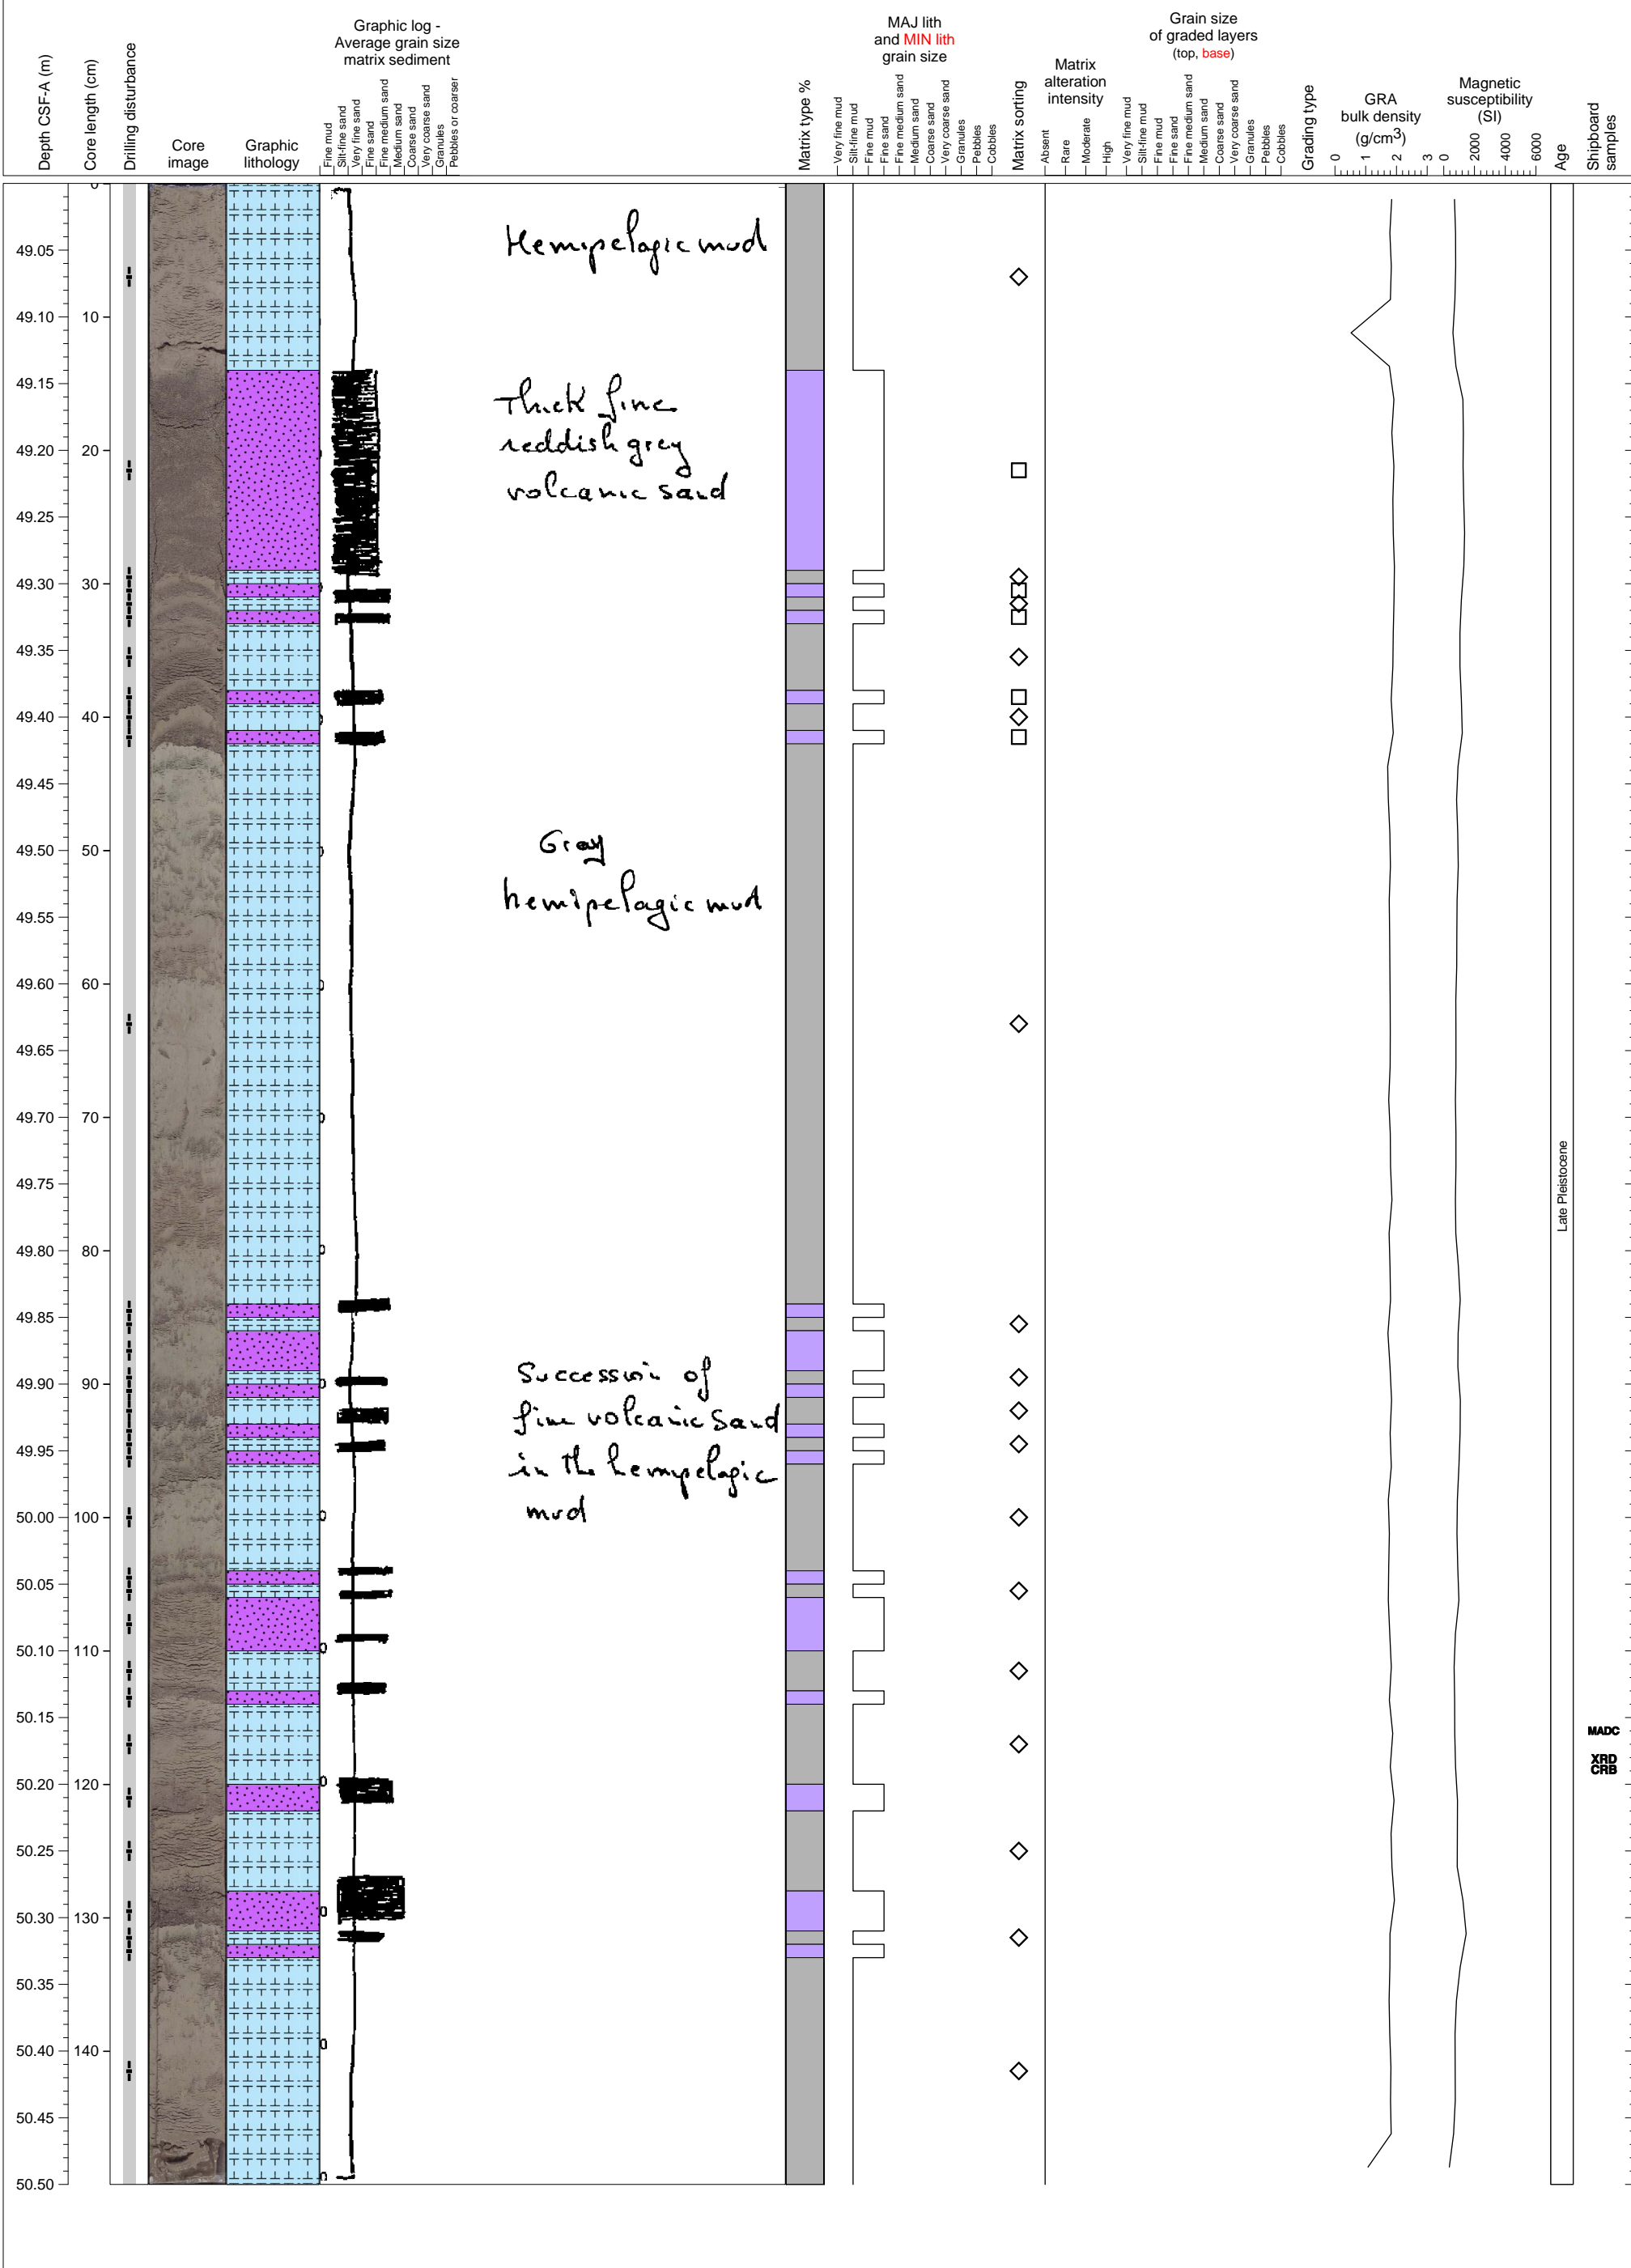 Graphic log -
Average grain size
matrix sediment
MAJ lith
and MIN lith
grain size
Grain size
of graded layers
(top, base)
Matrix
alteration
intensity
GRA
bulk density
(g/cm3)
Magnetic
susceptibility
(SI)
Depth CSF-A (m)
Core length (cm)
Drilling disturbance
Core
image
Graphic
lithology
Fine mud
Silt-fine sand
Very fine sand
Fine sand
Fine medium sand
Medium sand
Coarse sand
Very coarse sand
Granules
Pebbles or coarser
Matrix type %
Very fine mud
Silt-fine mud
Fine mud
Fine sand
Fine medium sand
Medium sand
Coarse sand
Very coarse sand
Granules
Pebbles
Cobbles
Matrix sorting
Absent
Rare
Moderate
High
Very fine mud
Silt-fine mud
Fine mud
Fine sand
Fine medium sand
Medium sand
Coarse sand
Very coarse sand
Granules
Pebbles
Cobbles
Grading type
0 1 2 3
0 2000 4000 6000
Age
Shipboard
samples
0
49.05
49.10 10
49.15
49.20 20
49.25
49.30 30
49.35
49.40 40
49.45
49.50 50
49.55
49.60 60
49.65
49.70 70
49.75
49.80 80
49.85
49.90 90
49.95
50.00 100
50.05
50.10 110
50.15
50.20 120
50.25
50.30 130
50.35
50.40 140
50.45
50.50
Hemipelagic mud
Thick fine
reddish grey
volcanic sand
Gray
hemipelagic mud
Succession of
fine volcanic sand
in the hemipelagic
mud
Late Pleistocene
MADC
XRD
CRB